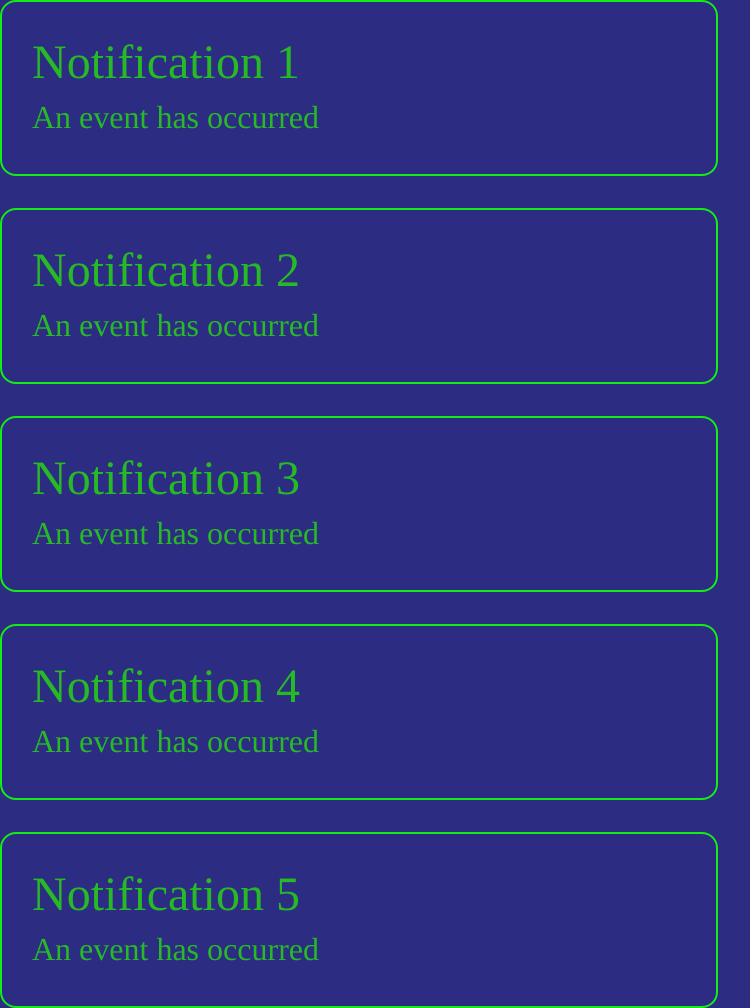 Notification 1
An event has occurred
Notification 2
An event has occurred
Notification 3
An event has occurred
Notification 4
An event has occurred
Notification 5
An event has occurred